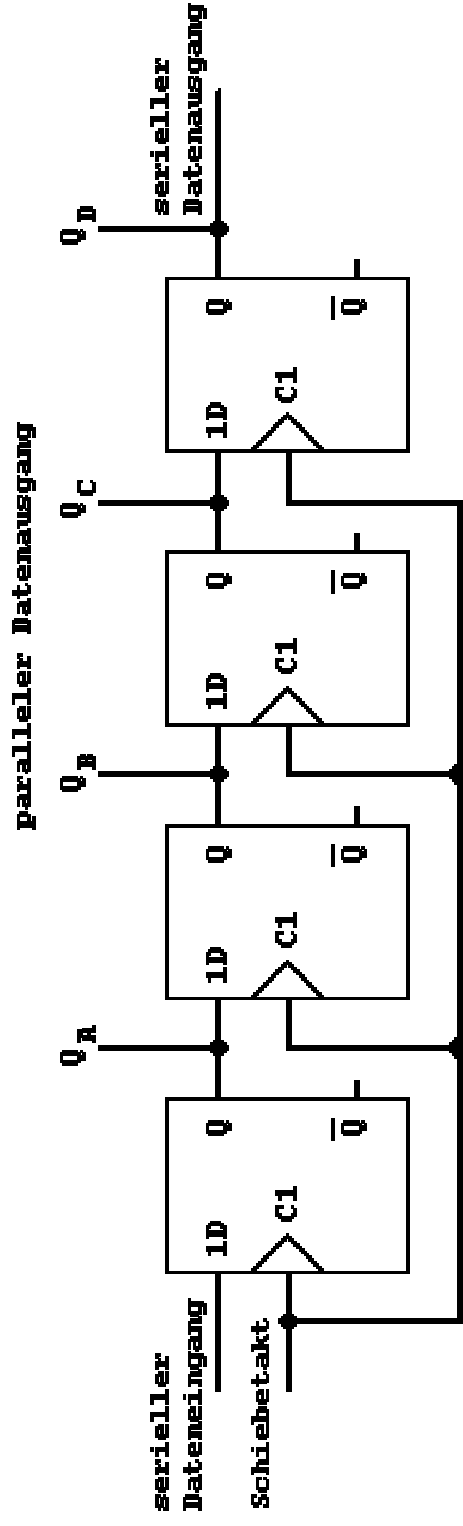 paralleler Datenausgang
Q A
Q B
Q C
Q D
serieller
Dateneingang
1D
Q
1D
Q
1D
Q
1D
Q
serieller
Datenausgang
Schiebetakt
C1
Q
C1
Q
C1
Q
C1
Q